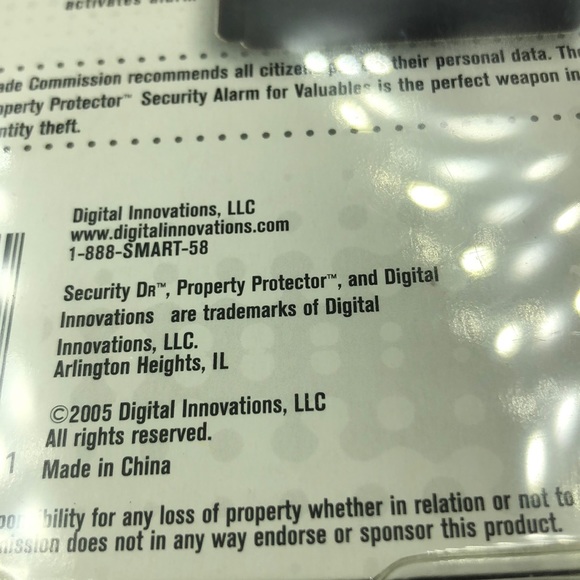 activates alarm
ade Commission recommends all citizens their personal data. The
operty Protector™ Security Alarm for Valuables is the perfect weapon in
ntity theft.
Digital Innovations, LLC
www.digitalinnovations.com
1-888-SMART-58
Security DR™, Property Protector™, and Digital
Innovations are trademarks of Digital
Innovations, LLC.
Arlington Heights, IL
©2005 Digital Innovations, LLC
All rights reserved.
1
Made in China
bility for any loss of property whether in relation or not to
mission does not in any way endorse or sponsor this product.